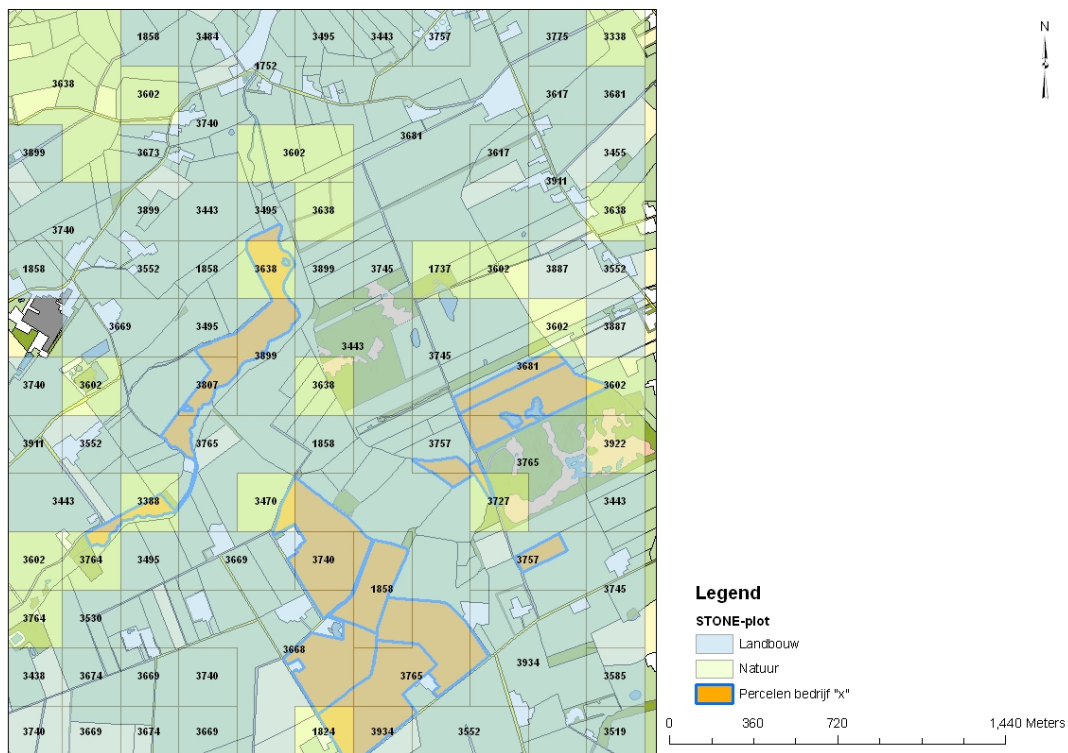 1858 3484 3495 3443 3757 3775 3338
1752
3638 3602 3617 3681
3740 3681
3899 3673 3602 3617 3455
3911
3899 3443 3495 3638 3638
3740
1858 3552 1858 3638 3899 3745 1737 3602 3887 3552
3669 3495 3602 3887
3443 3745
3899
3681
3740 3602 3807 3638 3602
3911 3552 3765 1858 3757 3922
3765
3443 3388 3470 3727 3443
3602 3764 3495 3669 3740 3757
1858 3745
3764 3530
3668
3934
3438 3674 3669 3740 3765 3585
3740 3669 3674 3669 1824 3934 3552 3519
N
Legend
STONE-plot
Landbouw
Natuur
Percelen bedrijf "x"
0 360 720 1,440 Meters